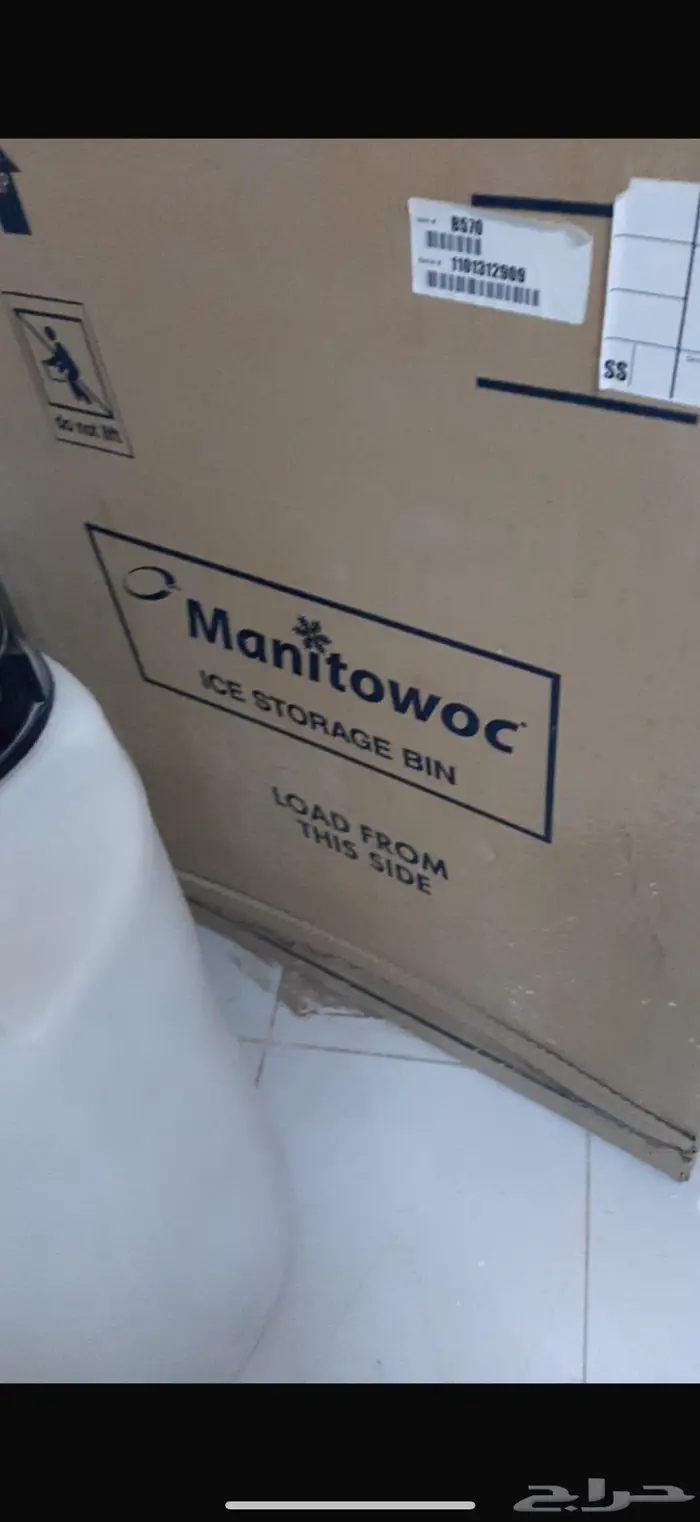 B570
1101312909
SS
do not lift
Manitowoc
ICE STORAGE BIN
LOAD FROM
THIS SIDE
حراج